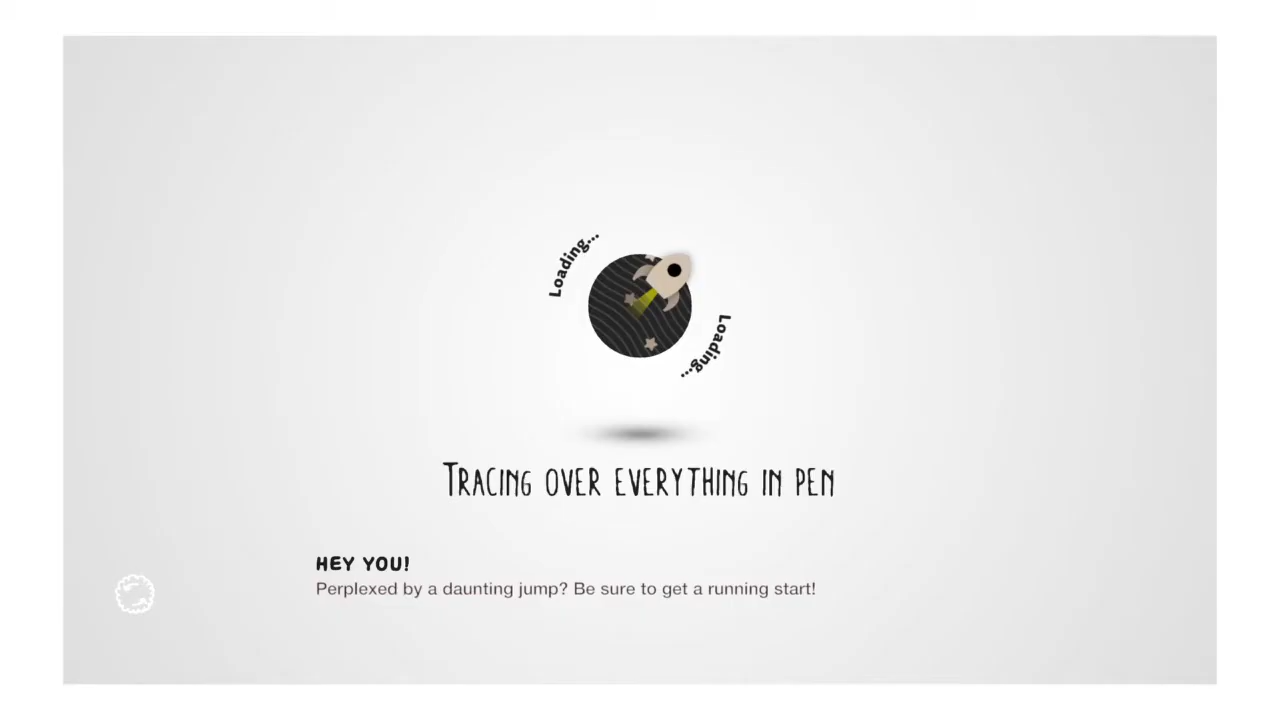 Loading...
Loading...
Tracing over everything in pen
HEY YOU!
Perplexed by a daunting jump? Be sure to get a running start!